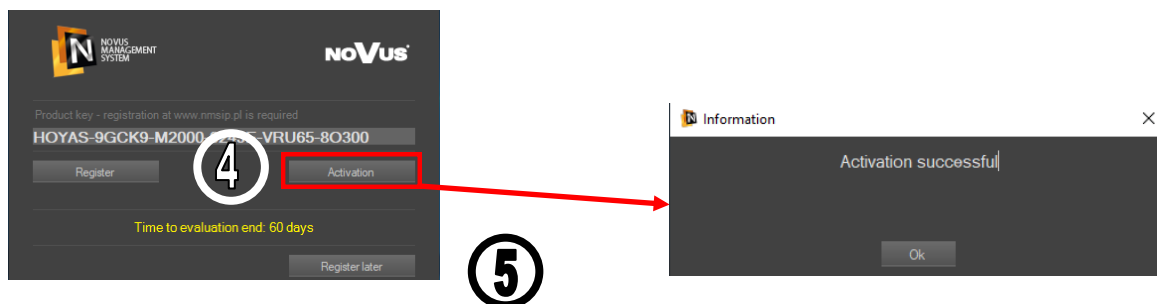 NOVUS
MANAGEMENT
SYSTEM
NOVUS
Product key - registration at www.nmsip.pl is required
HOYAS-9GCK9-M2000- -VRU65-8O300
Register
4
Activation
Time to evaluation end: 60 days
Register later
5
Information
Activation successful
Ok